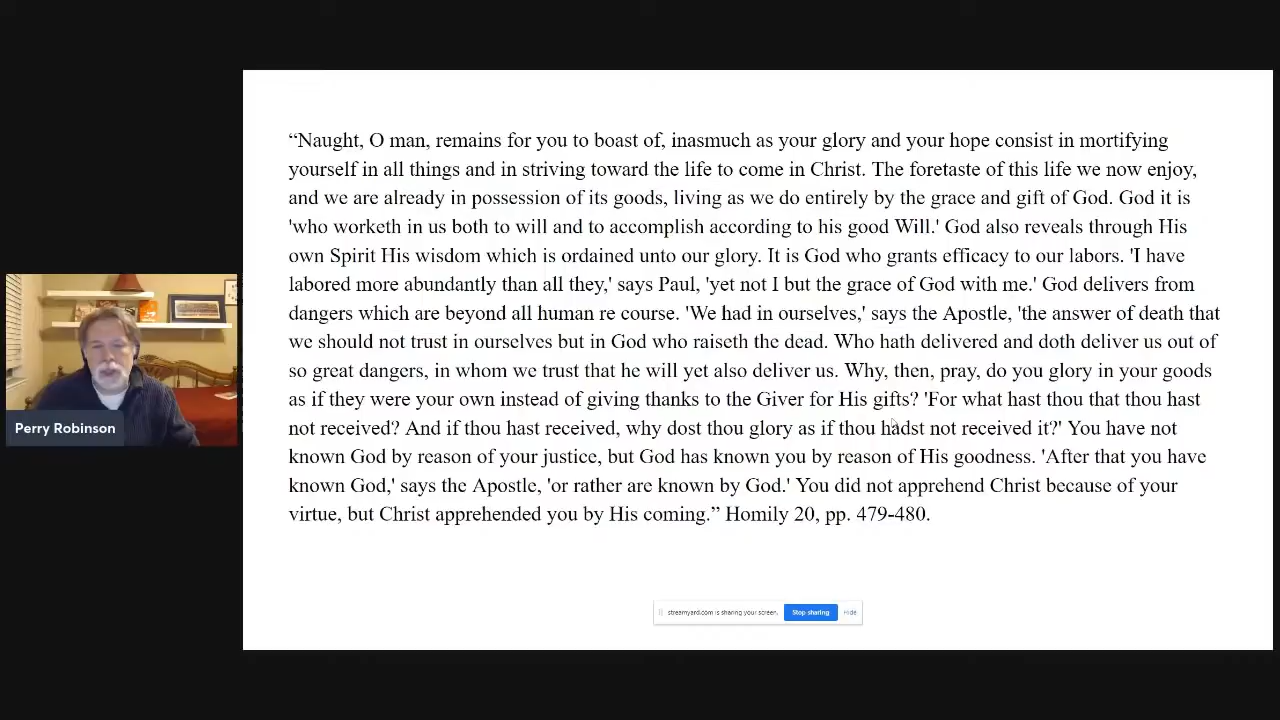 “Naught, O man, remains for you to boast of, inasmuch as your glory and your hope consist in mortifying
yourself in all things and in striving toward the life to come in Christ. The foretaste of this life we now enjoy,
and we are already in possession of its goods, living as we do entirely by the grace and gift of God. God it is
'who worketh in us both to will and to accomplish according to his good Will.' God also reveals through His
own Spirit His wisdom which is ordained unto our glory. It is God who grants efficacy to our labors. 'I have
labored more abundantly than all they,' says Paul, 'yet not I but the grace of God with me.' God delivers from
dangers which are beyond all human re course. 'We had in ourselves,' says the Apostle, 'the answer of death that
we should not trust in ourselves but in God who raiseth the dead. Who hath delivered and doth deliver us out of
so great dangers, in whom we trust that he will yet also deliver us. Why, then, pray, do you glory in your goods
as if they were your own instead of giving thanks to the Giver for His gifts? 'For what hast thou that thou hast
not received? And if thou hast received, why dost thou glory as if thou hadst not received it?' You have not
known God by reason of your justice, but God has known you by reason of His goodness. 'After that you have
known God,' says the Apostle, 'or rather are known by God.' You did not apprehend Christ because of your
virtue, but Christ apprehended you by His coming.” Homily 20, pp. 479-480.
Perry Robinson
streamyard.com is sharing your screen.
Stop sharing
Hide